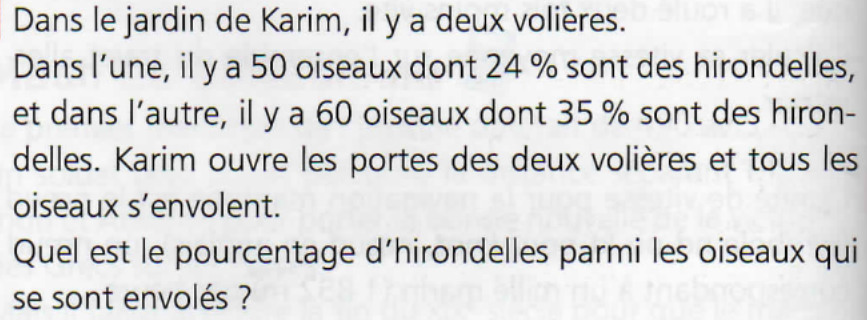 Dans le jardin de Karim, il y a deux volières.
Dans l'une, il y a 50 oiseaux dont 24 % sont des hirondelles,
et dans l'autre, il y a 60 oiseaux dont 35 % sont des hiron-
delles. Karim ouvre les portes des deux volières et tous les
oiseaux s'envolent.
Quel est le pourcentage d'hirondelles parmi les oiseaux qui
se sont envolés ?